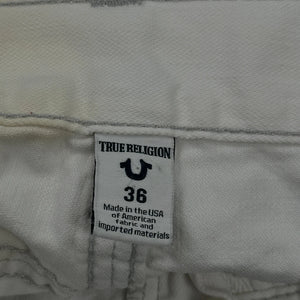 TRUE RELIGION
36
Made in the USA
of American
fabric and
imported materials